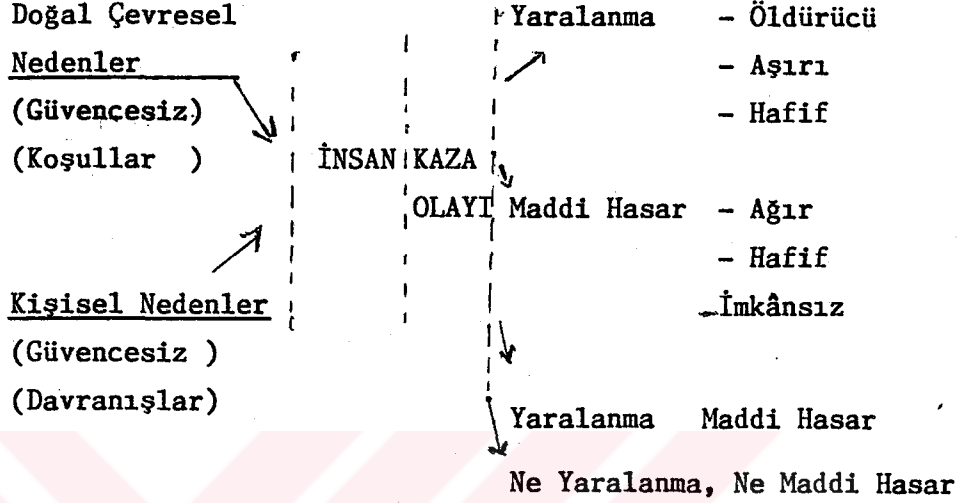 Doğal Çevresel
Nedenler
(Güvencesiz)
(Koşullar )
Kişisel Nedenler
(Güvencesiz )
(Davranışlar)
İNSAN KAZA
OLAYI
Yaralanma - Öldürücü
- Aşırı
- Hafif
Maddi Hasar - Ağır
- Hafif
-İmkânsız
Yaralanma Maddi Hasar
Ne Yaralanma, Ne Maddi Hasar